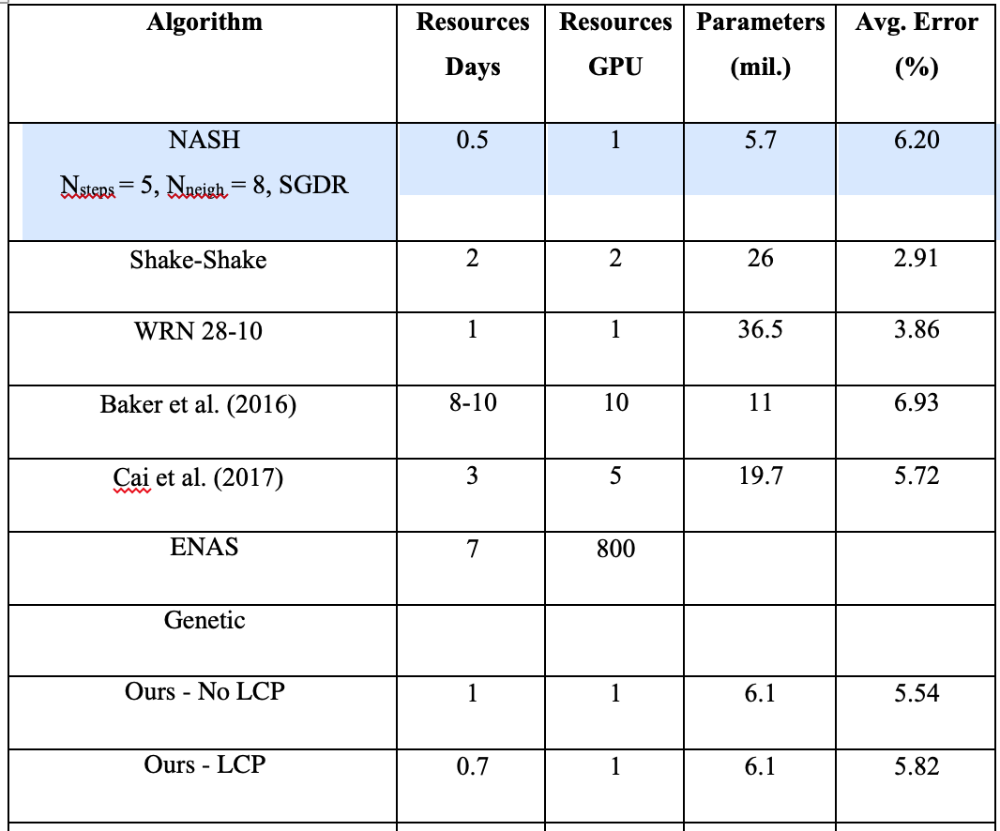 Algorithm Resources Days Resources GPU Parameters (mil.) Avg. Error (%)
NASH 0.5 1 5.7 6.20
Nsteps = 5, Nneigh = 8, SGDR
Shake-Shake 2 2 26 2.91
WRN 28-10 1 1 36.5 3.86
Baker et al. (2016) 8-10 10 11 6.93
Cai et al. (2017) 3 5 19.7 5.72
ENAS 7 800
Genetic
Ours - No LCP 1 1 6.1 5.54
Ours - LCP 0.7 1 6.1 5.82